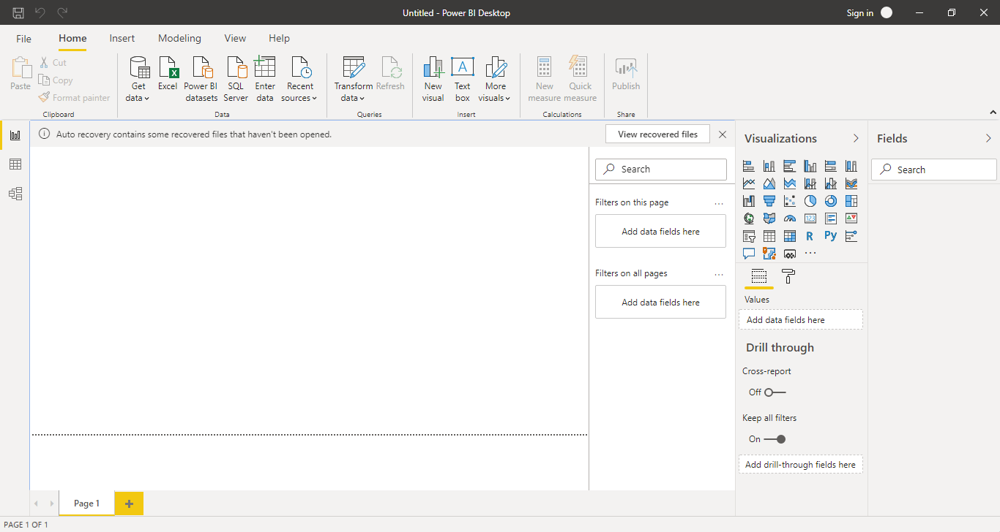 Untitled - Power BI Desktop
Sign in
File Home Insert Modeling View Help
Paste
Cut
Copy
Format painter
Clipboard
Get data
Excel
Power BI datasets
SQL Server
Enter data
Recent sources
Data
Transform data
Refresh
Queries
New visual
Text box
More visuals
Insert
New measure
Quick measure
Calculations
Publish
Share
Auto recovery contains some recovered files that haven't been opened.
View recovered files
Search
Filters on this page
...
Add data fields here
Filters on all pages
...
Add data fields here
Visualizations
123
R
Py
...
Values
Add data fields here
Drill through
Cross-report
Off
Keep all filters
On
Add drill-through fields here
Fields
Search
Page 1
PAGE 1 OF 1